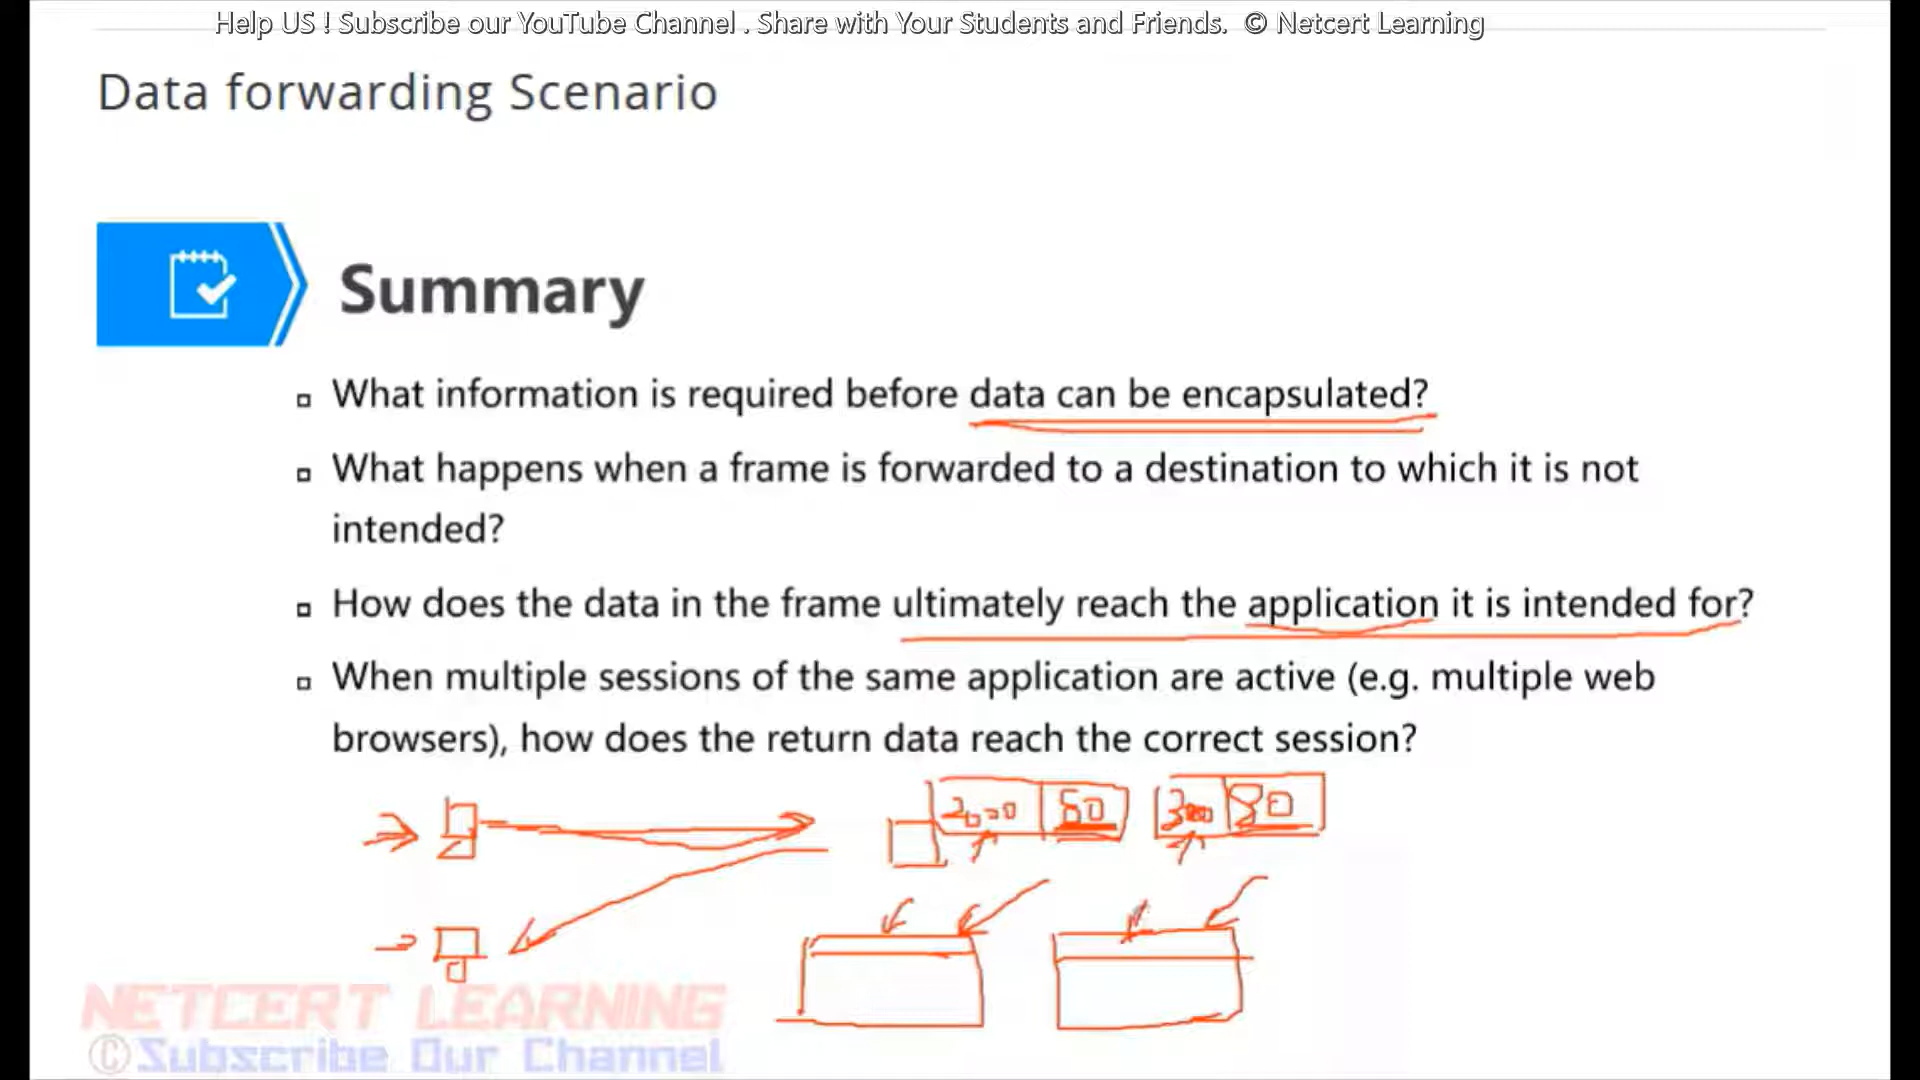 Help US ! Subscribe our YouTube Channel . Share with Your Students and Friends. © Netcert Learning
Data forwarding Scenario
Summary
What information is required before data can be encapsulated?
What happens when a frame is forwarded to a destination to which it is not
intended?
How does the data in the frame ultimately reach the application it is intended for?
When multiple sessions of the same application are active (e.g. multiple web
browsers), how does the return data reach the correct session?
2000 80 3000 80
NETCERT LEARNING
©Subscribe Our Channel